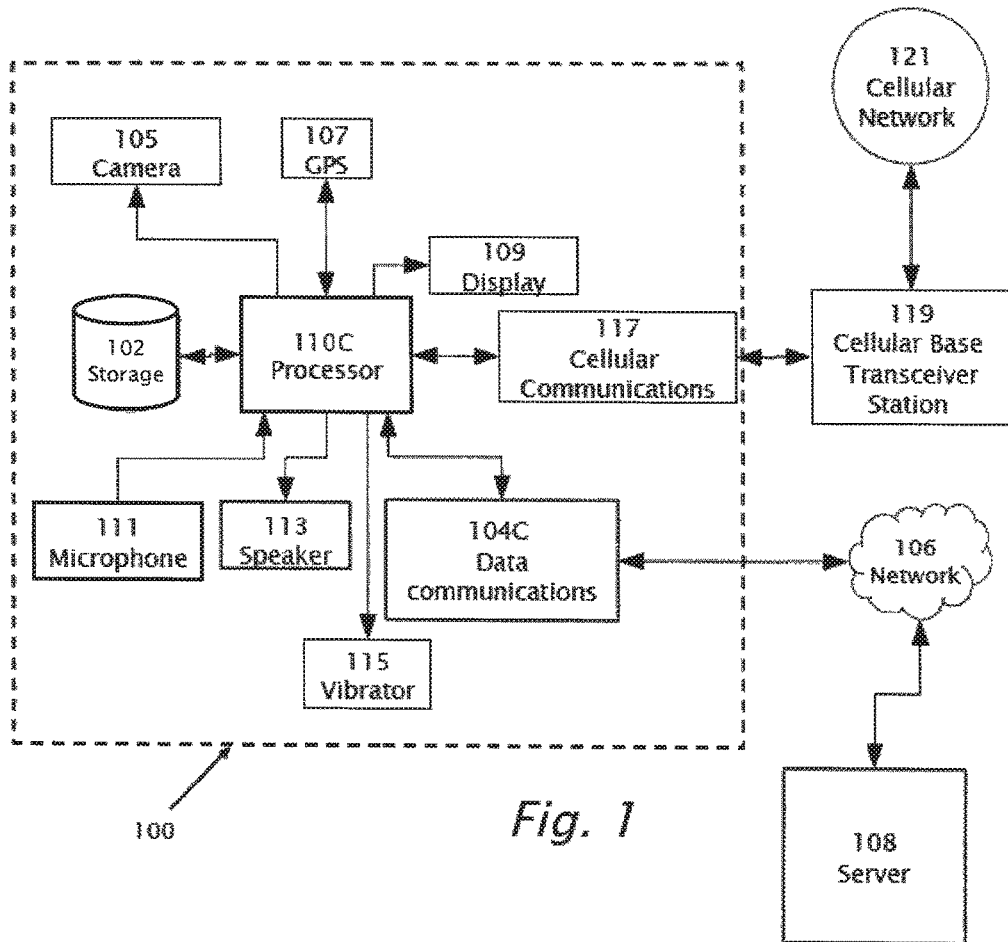 121
Cellular
Network
105
Camera
107
GPS
109
Display
102
Storage
110C
Processor
117
Cellular
Communications
119
Cellular Base
Transceiver
Station
111
Microphone
113
Speaker
104C
Data
communications
106
Network
115
Vibrator
100
Fig. 1
108
Server